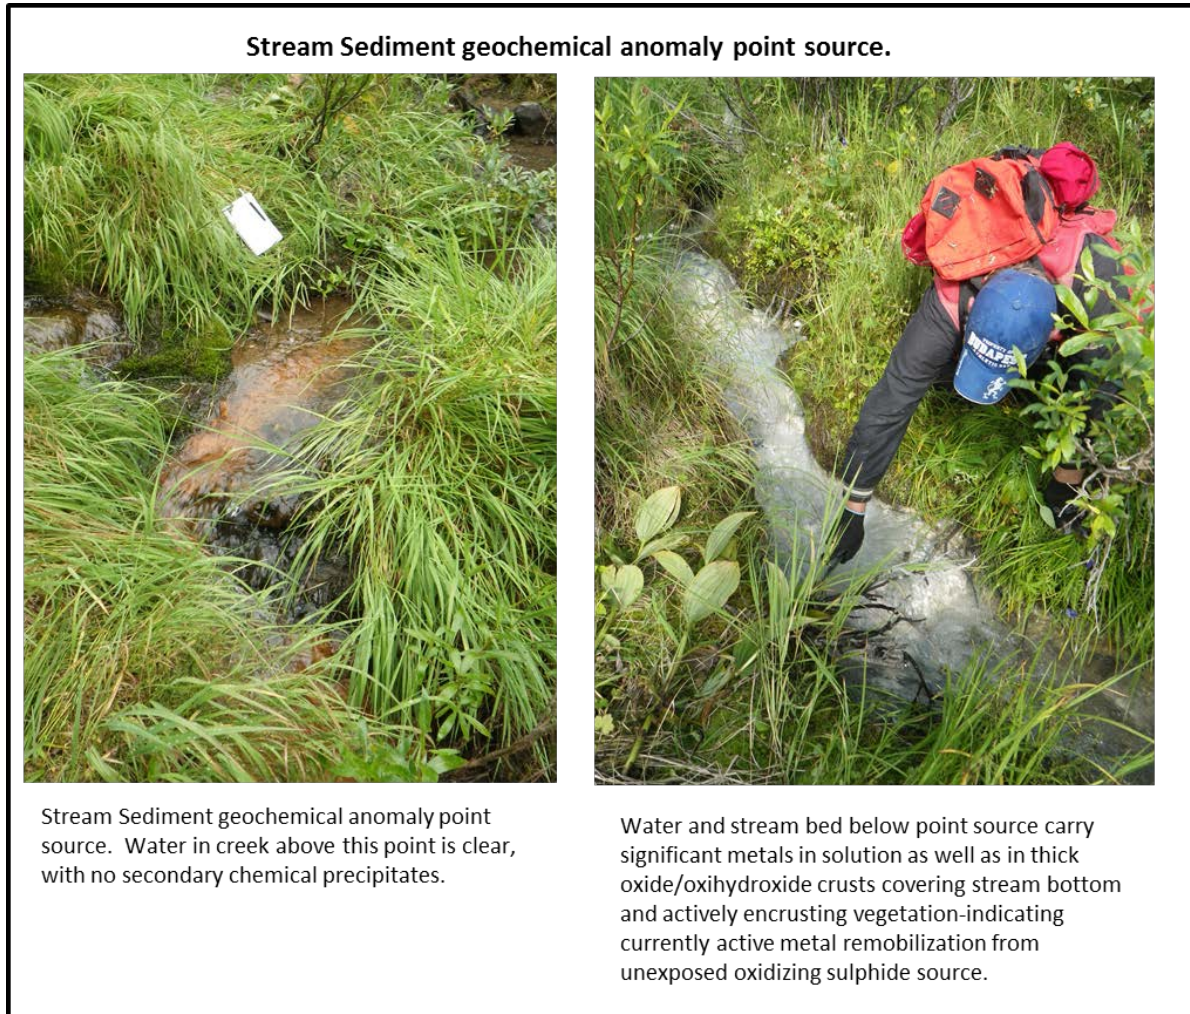 Stream Sediment geochemical anomaly point source.
Stream Sediment geochemical anomaly point
source.  Water in creek above this point is clear,
with no secondary chemical precipitates.
Water and stream bed below point source carry
significant metals in solution as well as in thick
oxide/oxihydroxide crusts covering stream bottom
and actively encrusting vegetation-indicating
currently active metal remobilization from
unexposed oxidizing sulphide source.
PROPERTY OF
BUDAPES